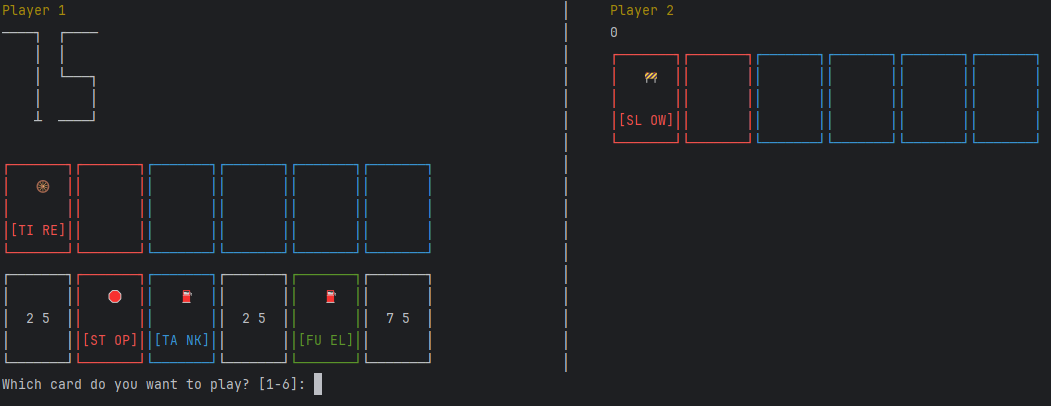 Player 1
75
[TI RE]
25 [ST OP] [TA NK] 25 [FU EL] 75
Which card do you want to play? [1-6]:
Player 2
0
[SL OW]